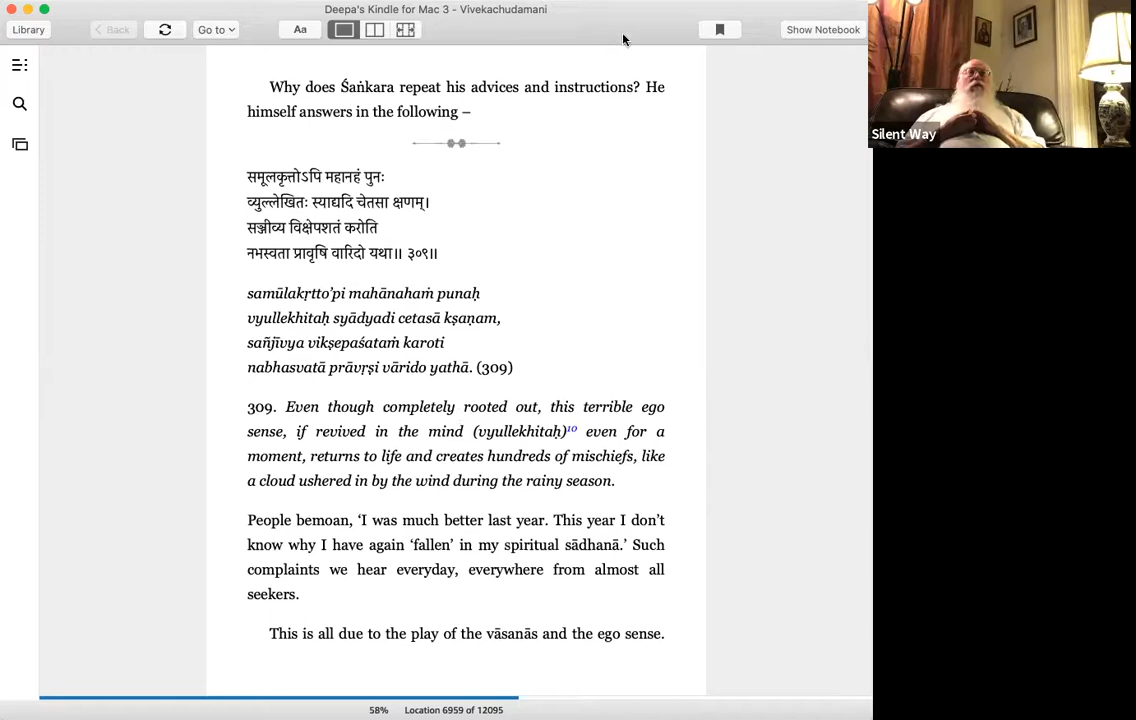 Deepa's Kindle for Mac 3 - Vivekachudamani
Library
Back
Go to
Aa
Show Notebook
Why does Śaṅkara repeat his advices and instructions? He
himself answers in the following –
समूलकृत्तोऽपि महानहं पुनः
व्युल्लेखितः स्याद्यदि चेतसा क्षणम्।
सञ्जीव्य विक्षेपशतं करोति
नभस्वता प्रावृषि वारिदो यथा॥ ३०९॥
samūlakṛtto’pi mahānahaṁ punaḥ
vyullekhitaḥ syādyadi cetasā kṣaṇam,
sañjīvya vikṣepaśataṁ karoti
nabhasvatā prāvṛṣi vārido yathā. (309)
309. Even though completely rooted out, this terrible ego
sense, if revived in the mind (vyullekhitaḥ)10 even for a
moment, returns to life and creates hundreds of mischiefs, like
a cloud ushered in by the wind during the rainy season.
People bemoan, ‘I was much better last year. This year I don’t
know why I have again ‘fallen’ in my spiritual sādhanā.’ Such
complaints we hear everyday, everywhere from almost all
seekers.
This is all due to the play of the vāsanās and the ego sense.
58% Location 6959 of 12095
Silent Way